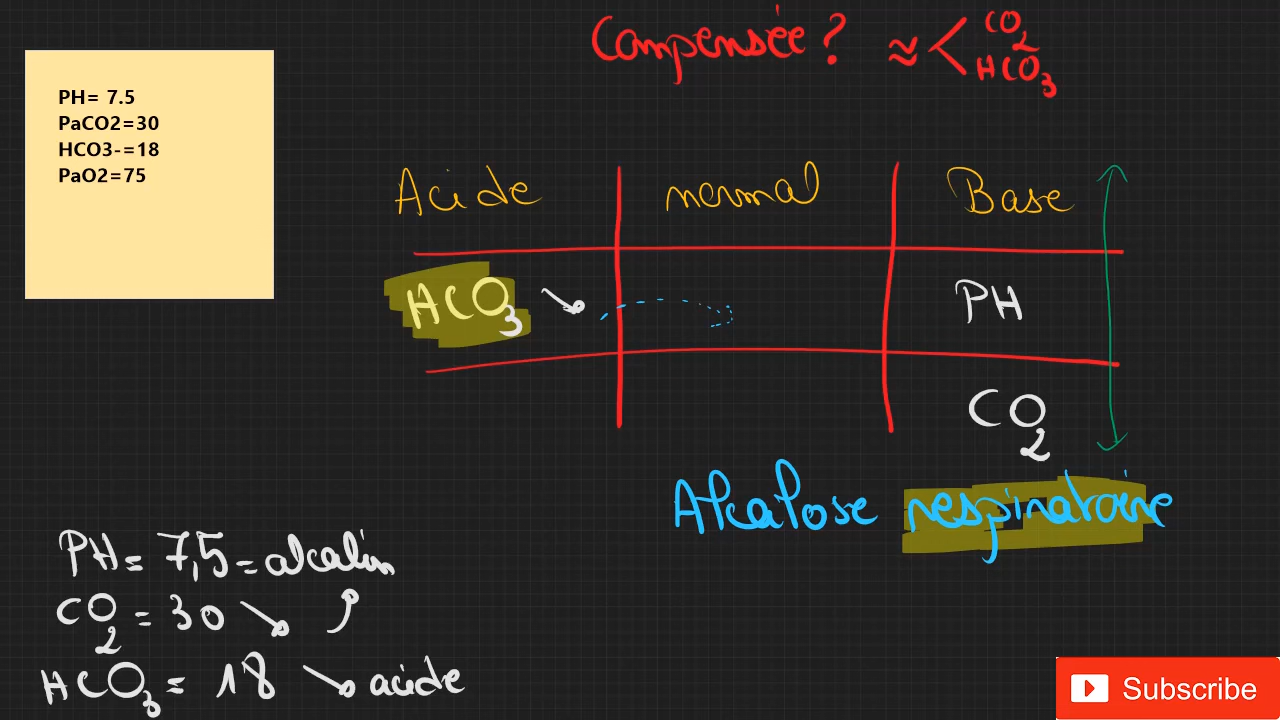 Compensée ? ≈ < CO2
HCO3
PH= 7.5
PaCO2=30
HCO3-=18
PaO2=75
Acide normal Base
HCO3 ↘ PH
CO2
Alcalose respiratoire
PH = 7,5 = alcalin
CO2 = 30 ↘
HCO3 = 18 ↘ acide
Subscribe